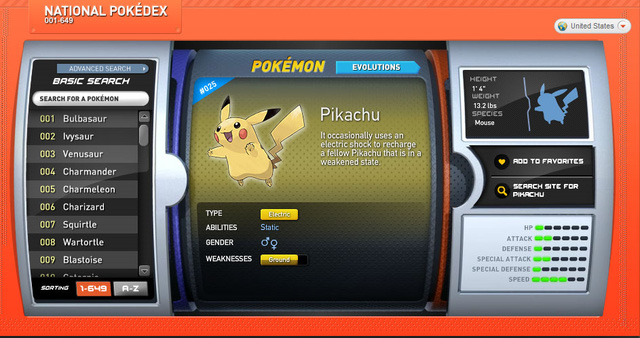 NATIONAL POKÉDEX
001-649
United States
ADVANCED SEARCH
BASIC SEARCH
SEARCH FOR A POKÉMON
001 Bulbasaur
002 Ivysaur
003 Venusaur
004 Charmander
005 Charmeleon
006 Charizard
007 Squirtle
008 Wartortle
009 Blastoise
SORTING 1-649 A-Z
POKÉMON EVOLUTIONS
#025
Pikachu
It occasionally uses an
electric shock to recharge
a fellow Pikachu that is in a
weakened state.
TYPE Electric
ABILITIES Static
GENDER ♂♀
WEAKNESSES Ground
HEIGHT
1' 4"
WEIGHT
13.2 lbs
SPECIES
Mouse
ADD TO FAVORITES
SEARCH SITE FOR
PIKACHU
HP
ATTACK
DEFENSE
SPECIAL ATTACK
SPECIAL DEFENSE
SPEED